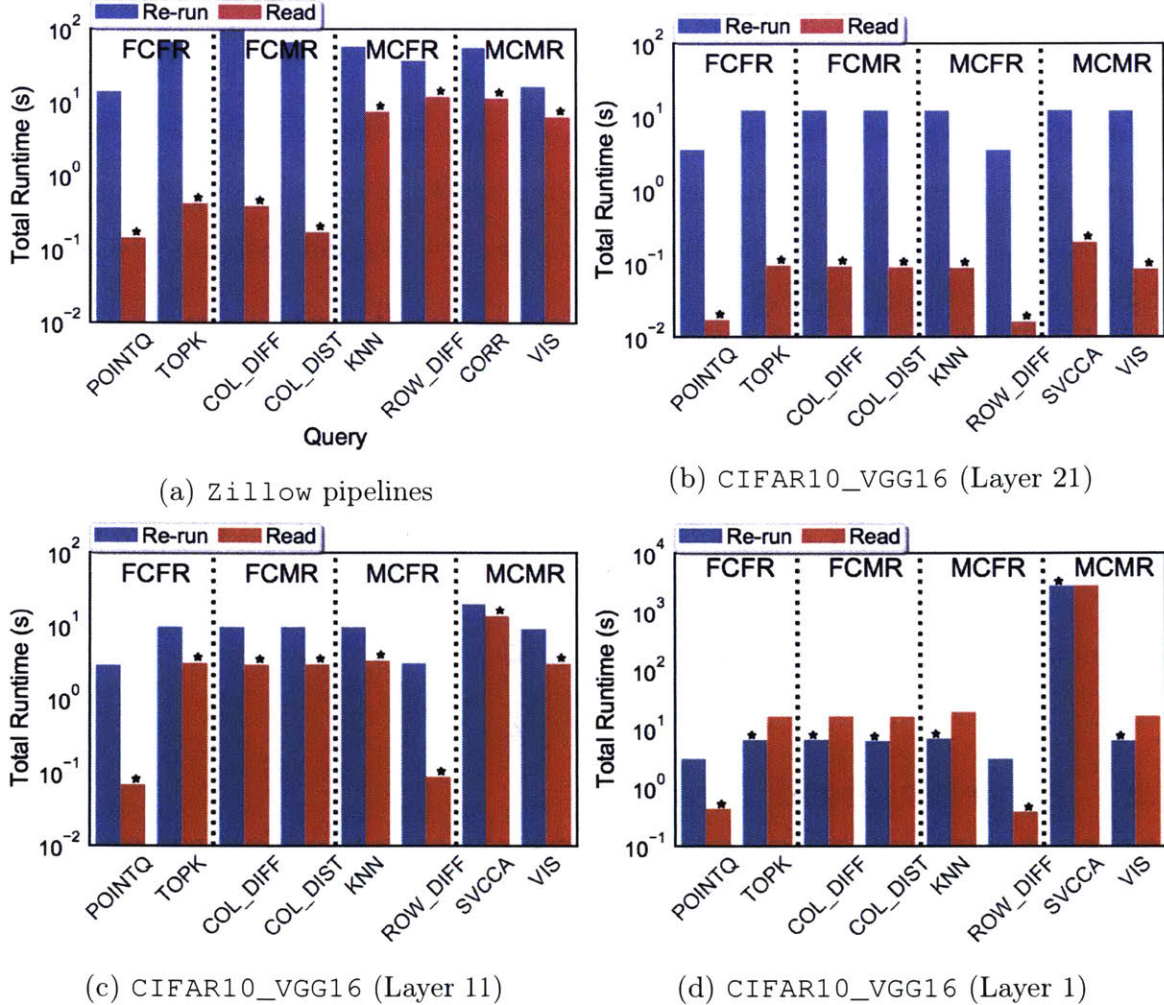 Re-run Read
FCFR FCMR MCFR MCMR
Total Runtime (s)
10^2
10^1
10^0
10^-1
10^-2
POINTQ TOPK COL_DIFF COL_DIST KNN ROW_DIFF CORR VIS
Query
(a) Zillow pipelines
Re-run Read
FCFR FCMR MCFR MCMR
Total Runtime (s)
10^2
10^1
10^0
10^-1
10^-2
POINTQ TOPK COL_DIFF COL_DIST KNN ROW_DIFF SVCCA VIS
(b) CIFAR10_VGG16 (Layer 21)
Re-run Read
FCFR FCMR MCFR MCMR
Total Runtime (s)
10^2
10^1
10^0
10^-1
10^-2
POINTQ TOPK COL_DIFF COL_DIST KNN ROW_DIFF SVCCA VIS
(c) CIFAR10_VGG16 (Layer 11)
Re-run Read
FCFR FCMR MCFR MCMR
Total Runtime (s)
10^4
10^3
10^2
10^1
10^0
10^-1
POINTQ TOPK COL_DIFF COL_DIST KNN ROW_DIFF SVCCA VIS
(d) CIFAR10_VGG16 (Layer 1)